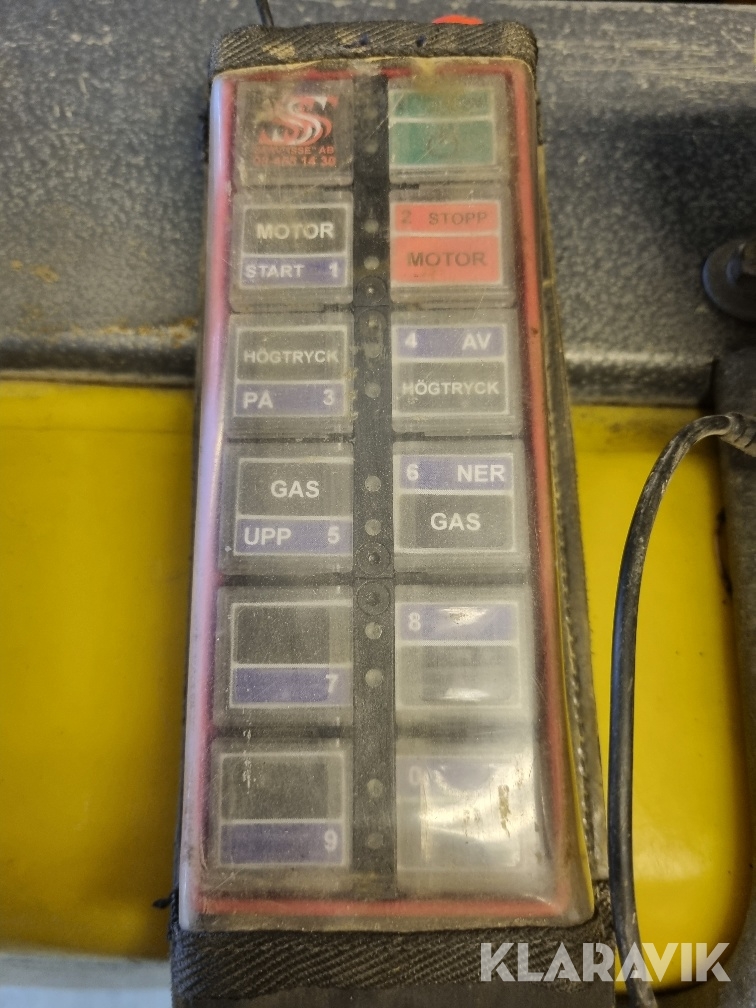 MOTOR
START 1
2 STOPP
MOTOR
HÖGTRYCK
PÅ 3
4 AV
HÖGTRYCK
GAS
UPP 5
6 NER
GAS
7
8
9
0
KLARAVIK